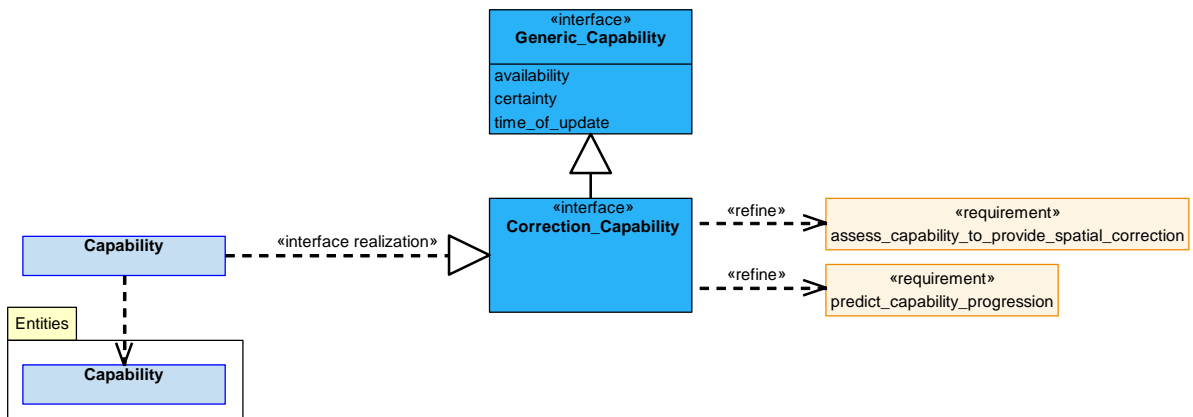 «interface»
Generic_Capability
availability
certainty
time_of_update
«interface»
Correction_Capability
«refine»
«requirement»
assess_capability_to_provide_spatial_correction
Capability
«interface realization»
«refine»
«requirement»
predict_capability_progression
Entities
Capability